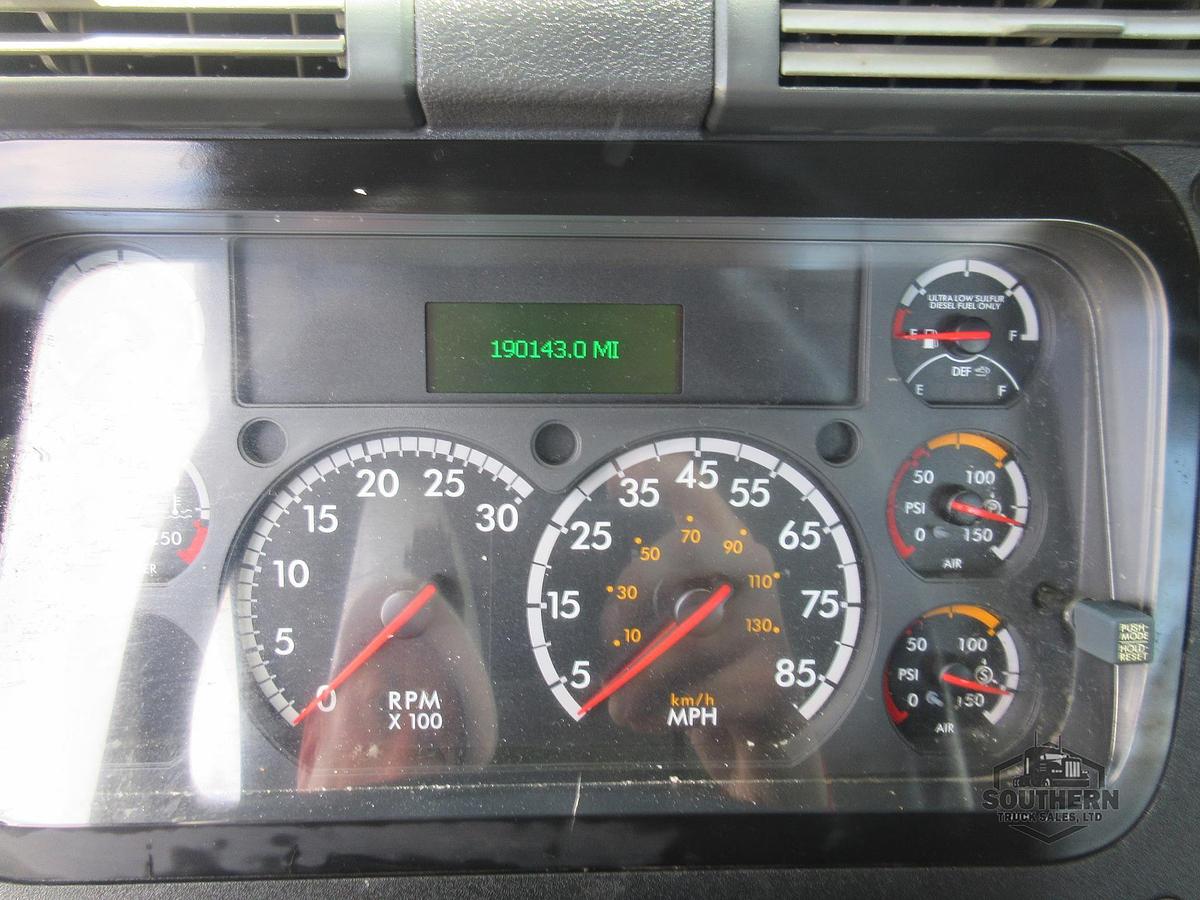 190143.0 MI
ULTRA LOW SULFUR
DIESEL FUEL ONLY
E F
DEF
E F
50 100
PSI P
0 150
AIR
50 100
PSI S
0 150
AIR
0 5 10 15 20 25 30
RPM
X 100
5 15 25 35 45 55 65 75 85
10 30 50 70 90 110 130
km/h
MPH
PUSH-
MODE
HOLD-
RESET
SOUTHERN
TRUCK SALES, LTD